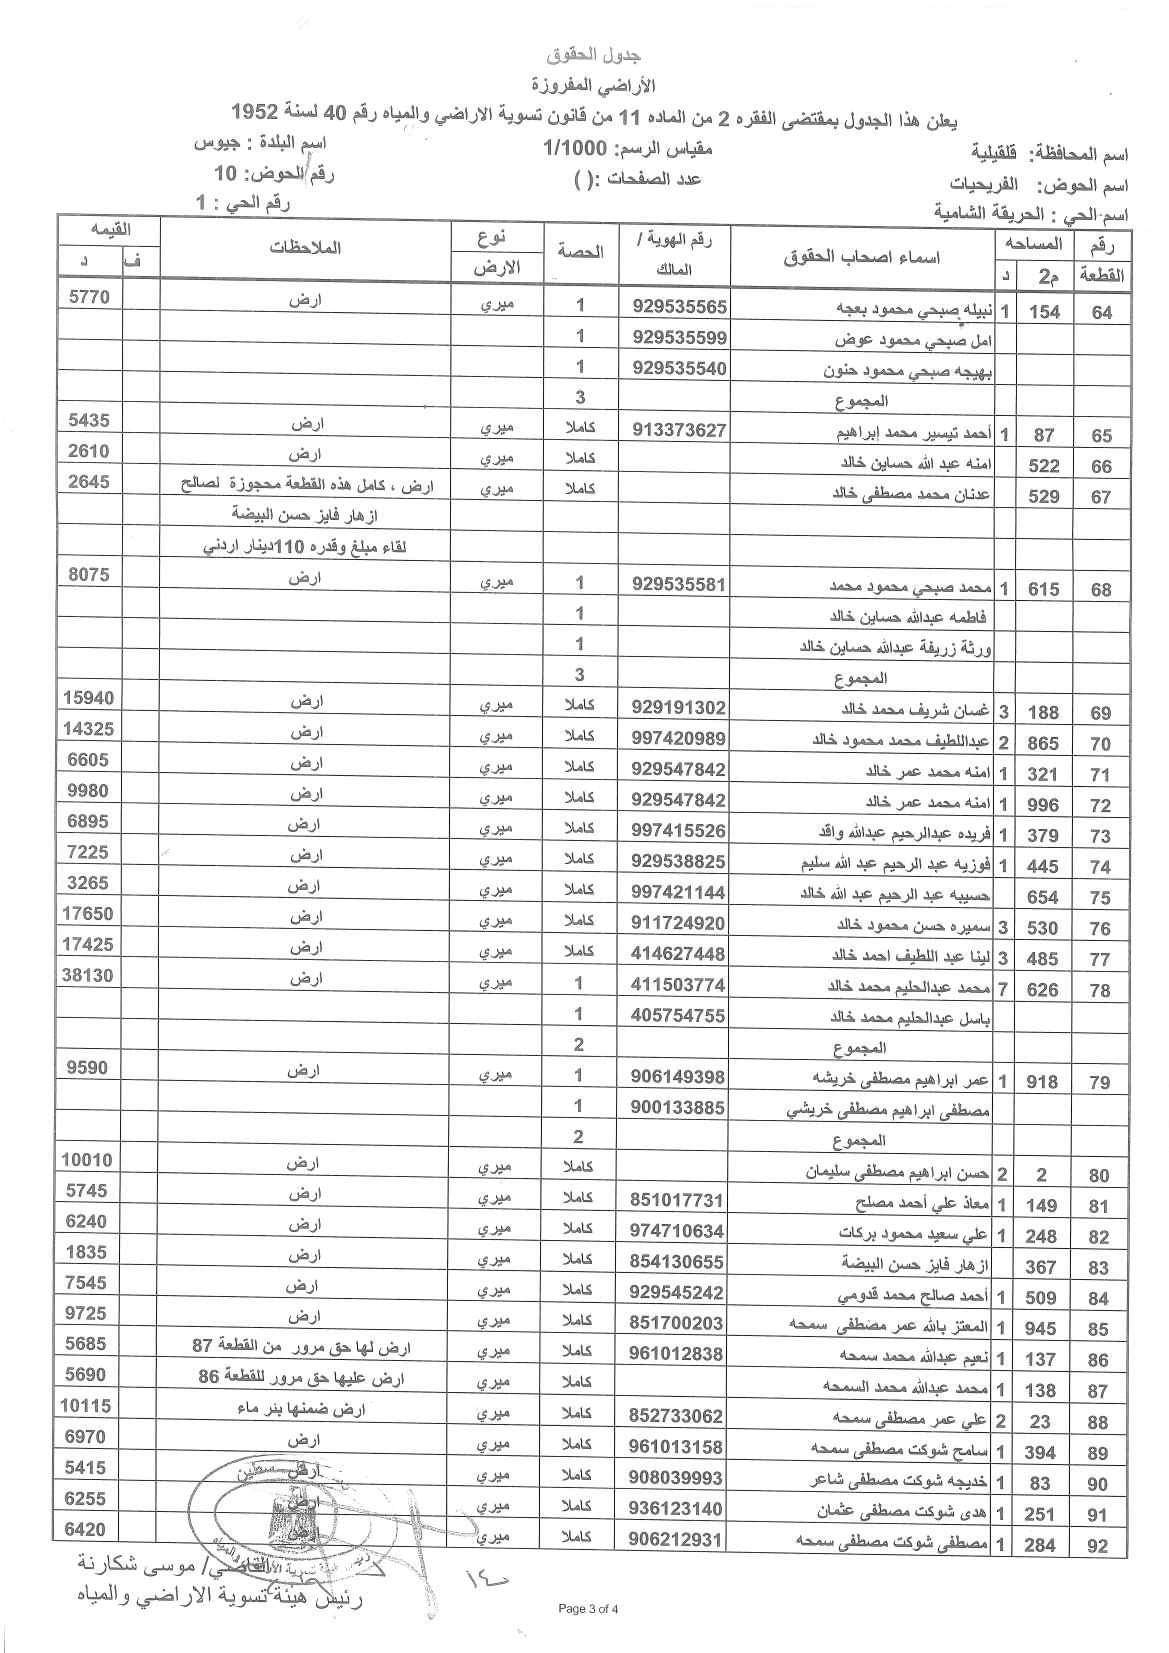 جدول الحقوق
الأراضي المفروزة
يعلن هذا الجدول بمقتضى الفقره 2 من الماده 11 من قانون تسوية الاراضي والمياه رقم 40 لسنة 1952
اسم المحافظة: قلقيلية مقياس الرسم: 1/1000 اسم البلدة : جيوس
اسم الحوض: الفريحيات عدد الصفحات :( ) رقم الحوض: 10
اسم الحي : الحريقة الشامية رقم الحي : 1
رقم القطعة المساحه م2 د اسماء اصحاب الحقوق رقم الهوية / المالك الحصة نوع الارض الملاحظات القيمه ف د
64 154 1 نبيله صبحي محمود بعجه 929535565 1 ميري ارض 5770
امل صبحي محمود عوض 929535599 1
بهيجه صبحي محمود حنون 929535540 1
المجموع 3
65 87 1 أحمد تيسير محمد إبراهيم 913373627 كاملا ميري ارض 5435
66 522 امنه عبد الله حساين خالد كاملا ميري ارض 2610
67 529 عدنان محمد مصطفى خالد كاملا ميري ارض ، كامل هذه القطعة محجوزة لصالح 2645
ازهار فايز حسن البيضة
لقاء مبلغ وقدره 110دينار اردني
68 615 1 محمد صبحي محمود محمد 929535581 1 ميري ارض 8075
فاطمه عبدالله حساين خالد 1
ورثة زريفة عبدالله حساين خالد 1
المجموع 3
69 188 3 غسان شريف محمد خالد 929191302 كاملا ميري ارض 15940
70 865 2 عبداللطيف محمد محمود خالد 997420989 كاملا ميري ارض 14325
71 321 1 امنه محمد عمر خالد 929547842 كاملا ميري ارض 6605
72 996 1 امنه محمد عمر خالد 929547842 كاملا ميري ارض 9980
73 379 1 فريده عبدالرحيم عبدالله واقد 997415526 كاملا ميري ارض 6895
74 445 1 فوزيه عبد الرحيم عبد الله سليم 929538825 كاملا ميري ارض 7225
75 654 حسيبه عبد الرحيم عبد الله خالد 997421144 كاملا ميري ارض 3265
76 530 3 سميره حسن محمود خالد 911724920 كاملا ميري ارض 17650
77 485 3 لينا عبد اللطيف احمد خالد 414627448 كاملا ميري ارض 17425
78 626 7 محمد عبدالحليم محمد خالد 411503774 1 ميري ارض 38130
باسل عبدالحليم محمد خالد 405754755 1
المجموع 2
79 918 1 عمر ابراهيم مصطفى خريشه 906149398 1 ميري ارض 9590
مصطفى ابراهيم مصطفى خريشي 900133885 1
المجموع 2
80 2 2 حسن ابراهيم مصطفى سليمان كاملا ميري ارض 10010
81 149 1 معاذ علي أحمد مصلح 851017731 كاملا ميري ارض 5745
82 248 1 علي سعيد محمود بركات 974710634 كاملا ميري ارض 6240
83 367 ازهار فايز حسن البيضة 854130655 كاملا ميري ارض 1835
84 509 1 أحمد صالح محمد قدومي 929545242 كاملا ميري ارض 7545
85 945 1 المعتز بالله عمر مصطفى سمحه 851700203 كاملا ميري ارض 9725
86 137 1 نعيم عبدالله محمد سمحه 961012838 كاملا ميري ارض لها حق مرور من القطعة 87 5685
87 138 1 محمد عبدالله محمد السمحه كاملا ميري ارض عليها حق مرور للقطعة 86 5690
88 23 2 علي عمر مصطفى سمحه 852733062 كاملا ميري ارض ضمنها بئر ماء 10115
89 394 1 سامح شوكت مصطفى سمحه 961013158 كاملا ميري ارض 6970
90 83 1 خديجه شوكت مصطفى شاعر 908039993 كاملا ميري ارض 5415
91 251 1 هدى شوكت مصطفى عثمان 936123140 كاملا ميري ارض 6255
92 284 1 مصطفى شوكت مصطفى سمحه 906212931 كاملا ميري ارض 6420
القاضي/ موسى شكارنة
رئيس هيئة تسوية الاراضي والمياه
Page 3 of 4